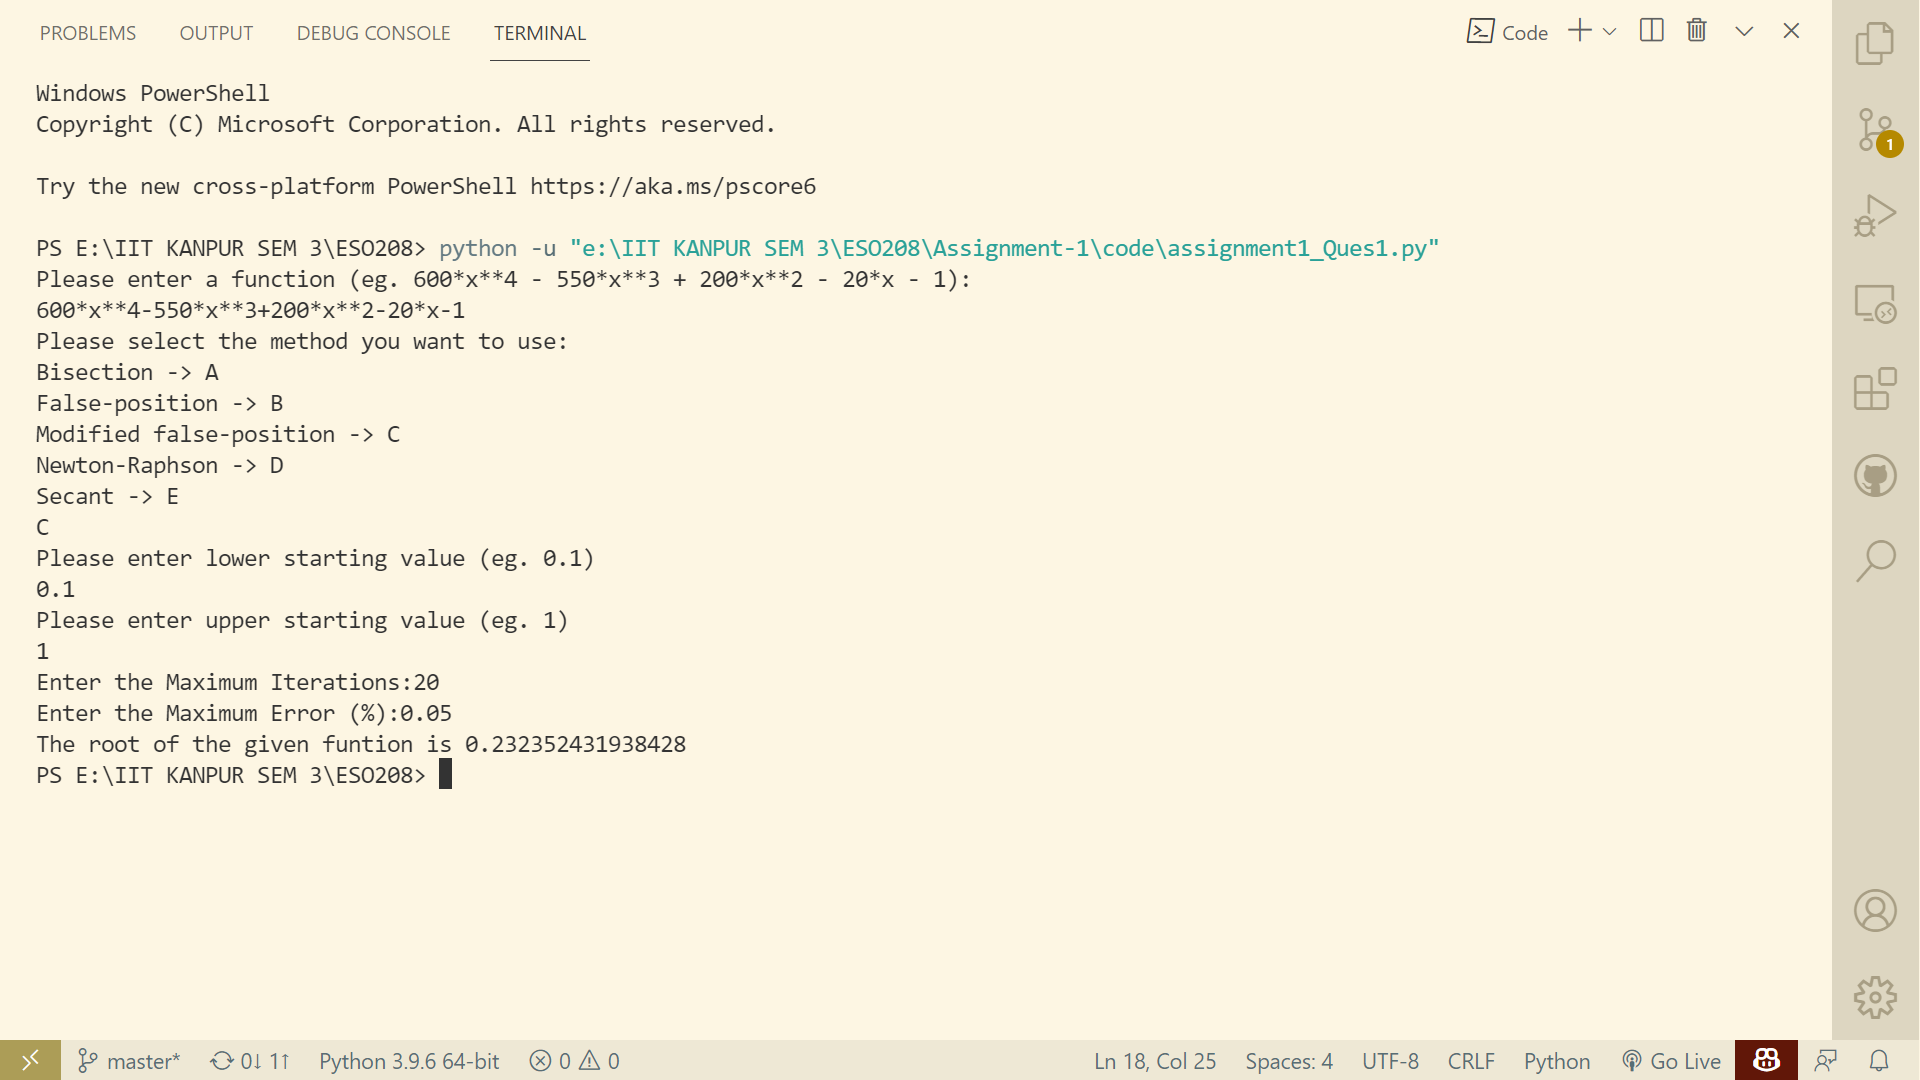 PROBLEMS OUTPUT DEBUG CONSOLE TERMINAL Code
Windows PowerShell
Copyright (C) Microsoft Corporation. All rights reserved.
Try the new cross-platform PowerShell https://aka.ms/pscore6
PS E:\IIT KANPUR SEM 3\ESO208> python -u "e:\IIT KANPUR SEM 3\ESO208\Assignment-1\code\assignment1_Ques1.py"
Please enter a function (eg. 600*x**4 - 550*x**3 + 200*x**2 - 20*x - 1):
600*x**4-550*x**3+200*x**2-20*x-1
Please select the method you want to use:
Bisection -> A
False-position -> B
Modified false-position -> C
Newton-Raphson -> D
Secant -> E
C
Please enter lower starting value (eg. 0.1)
0.1
Please enter upper starting value (eg. 1)
1
Enter the Maximum Iterations:20
Enter the Maximum Error (%):0.05
The root of the given funtion is 0.232352431938428
PS E:\IIT KANPUR SEM 3\ESO208>
1
master* 0↓ 1↑ Python 3.9.6 64-bit 0 0 Ln 18, Col 25 Spaces: 4 UTF-8 CRLF Python Go Live